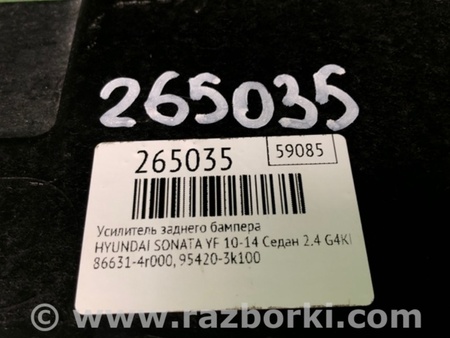 265035
265035
59085
Усилитель заднего бампера
HYUNDAI SONATA YF 10-14 Седан 2.4 G4KI
86631-4r000, 95420-3k100
© www.razborki.com